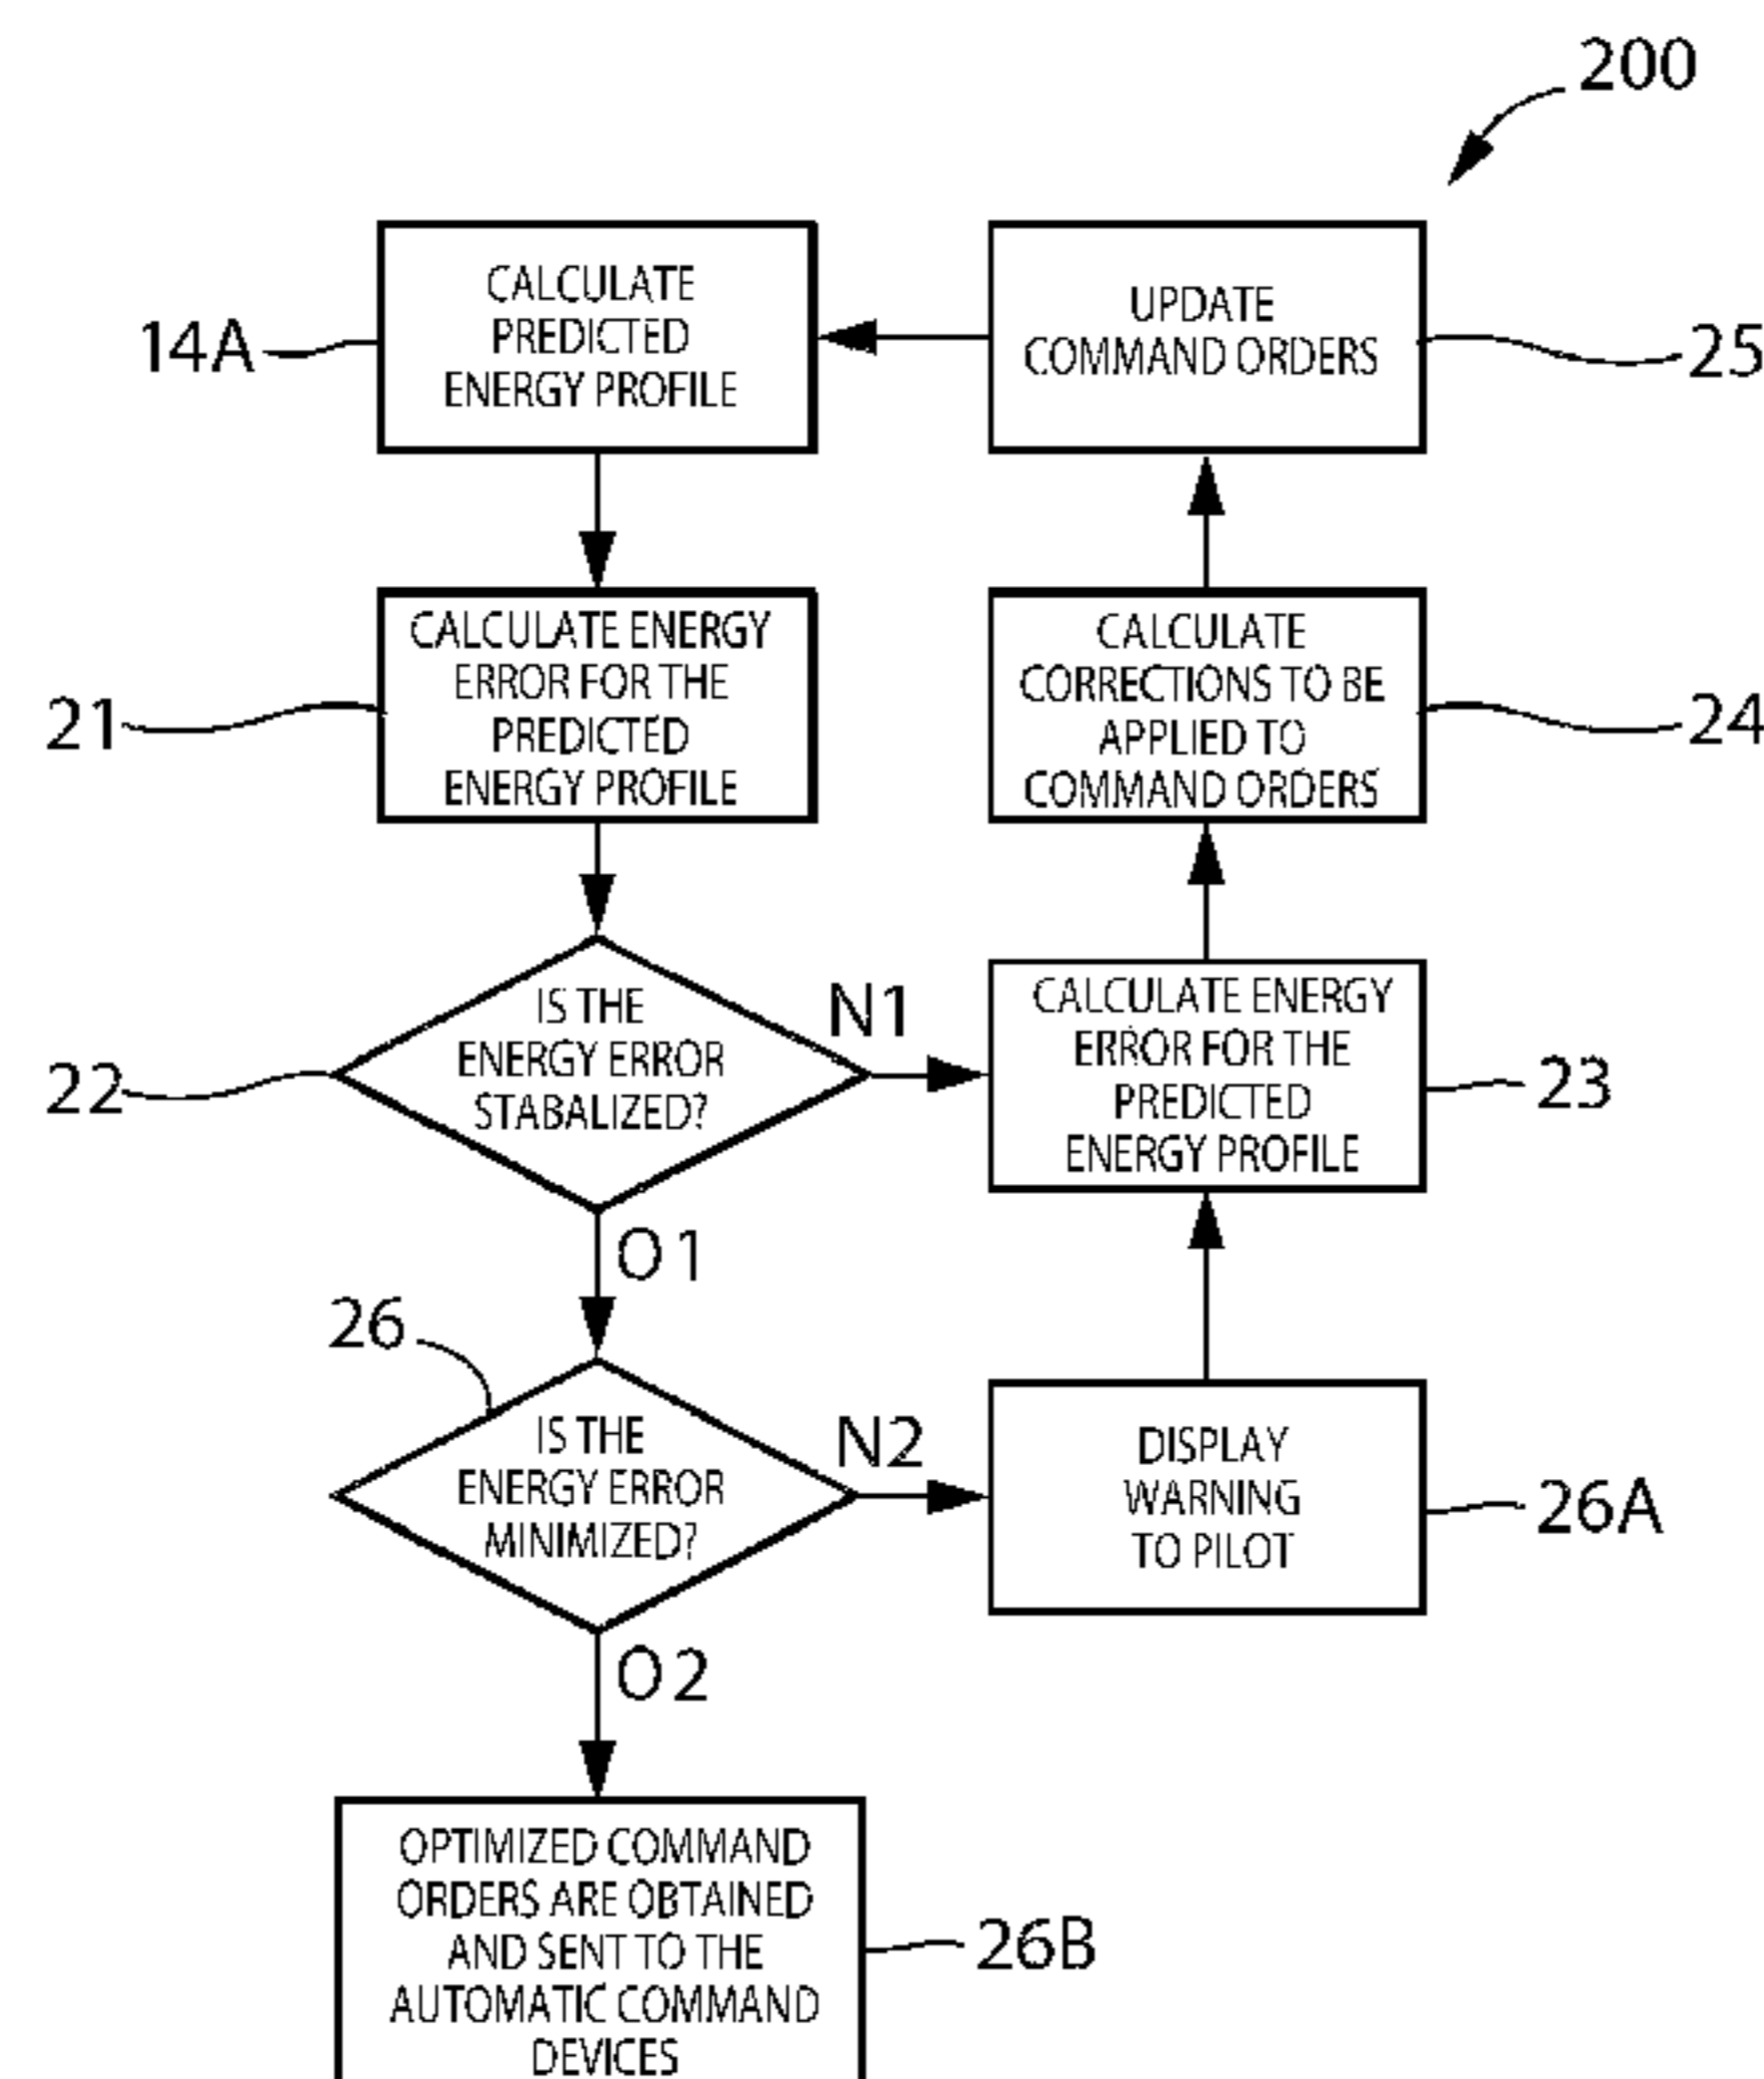 200
CALCULATE
PREDICTED
ENERGY PROFILE
14A
UPDATE
COMMAND ORDERS
25
CALCULATE ENERGY
ERROR FOR THE
PREDICTED
ENERGY PROFILE
21
CALCULATE
CORRECTIONS TO BE
APPLIED TO
COMMAND ORDERS
24
IS THE
ENERGY ERROR
STABALIZED?
22
N1
CALCULATE ENERGY
ERROR FOR THE
PREDICTED
ENERGY PROFILE
23
O1
26
IS THE
ENERGY ERROR
MINIMIZED?
N2
DISPLAY
WARNING
TO PILOT
26A
O2
OPTIMIZED COMMAND
ORDERS ARE OBTAINED
AND SENT TO THE
AUTOMATIC COMMAND
DEVICES
26B